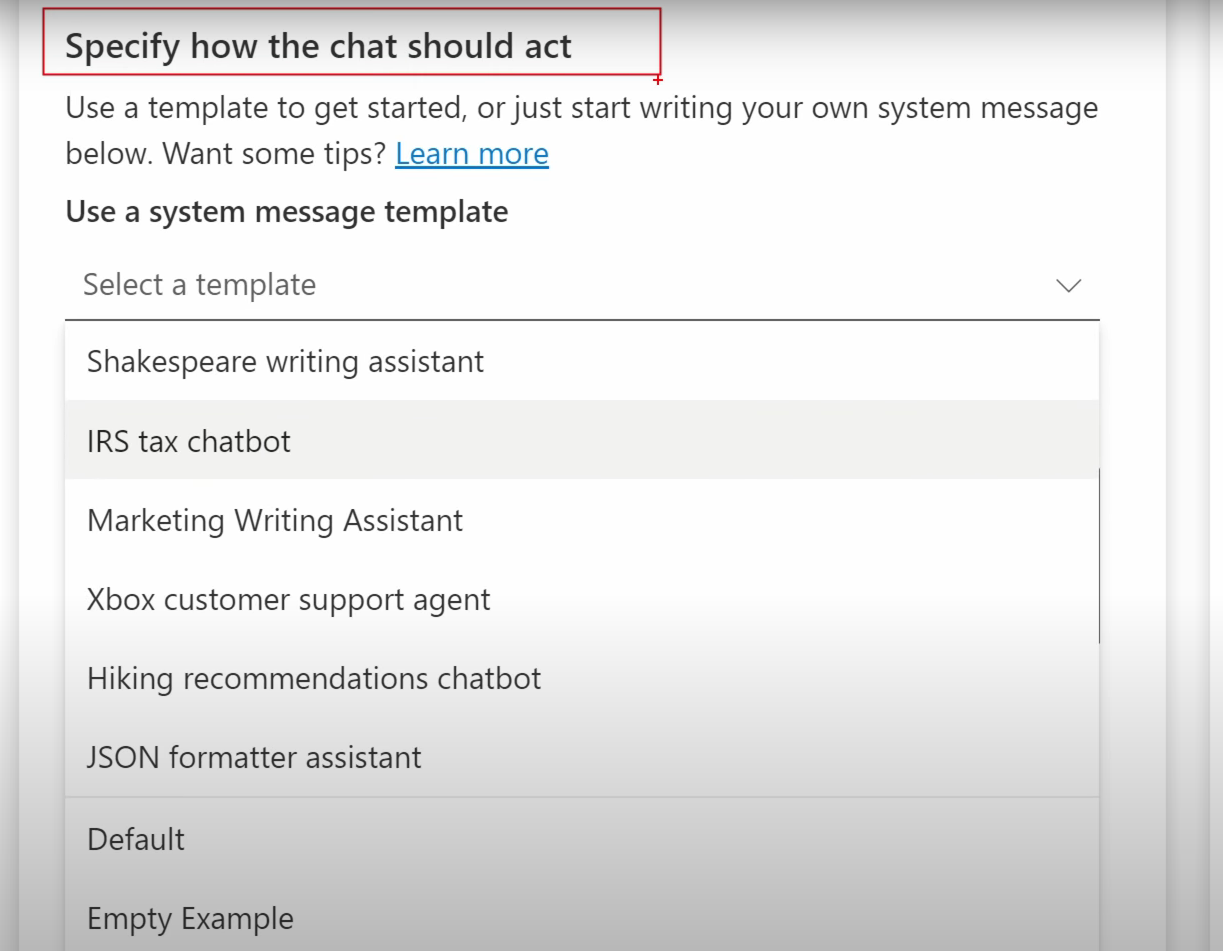 Specify how the chat should act
Use a template to get started, or just start writing your own system message
below. Want some tips? Learn more
Use a system message template
Select a template
Shakespeare writing assistant
IRS tax chatbot
Marketing Writing Assistant
Xbox customer support agent
Hiking recommendations chatbot
JSON formatter assistant
Default
Empty Example